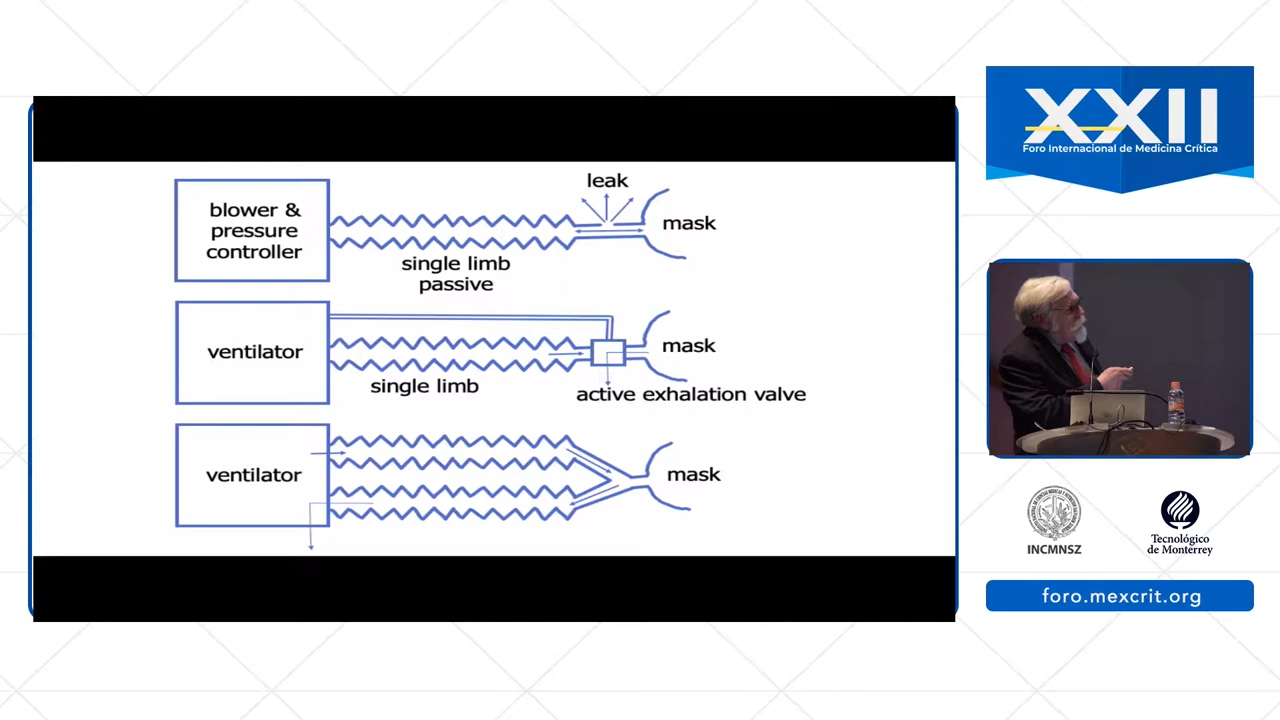 blower &
pressure
controller
leak
mask
single limb
passive
ventilator
mask
single limb
active exhalation valve
ventilator
mask
XXII
Foro Internacional de Medicina Crítica
INCMNSZ
Tecnológico
de Monterrey
foro.mexcrit.org